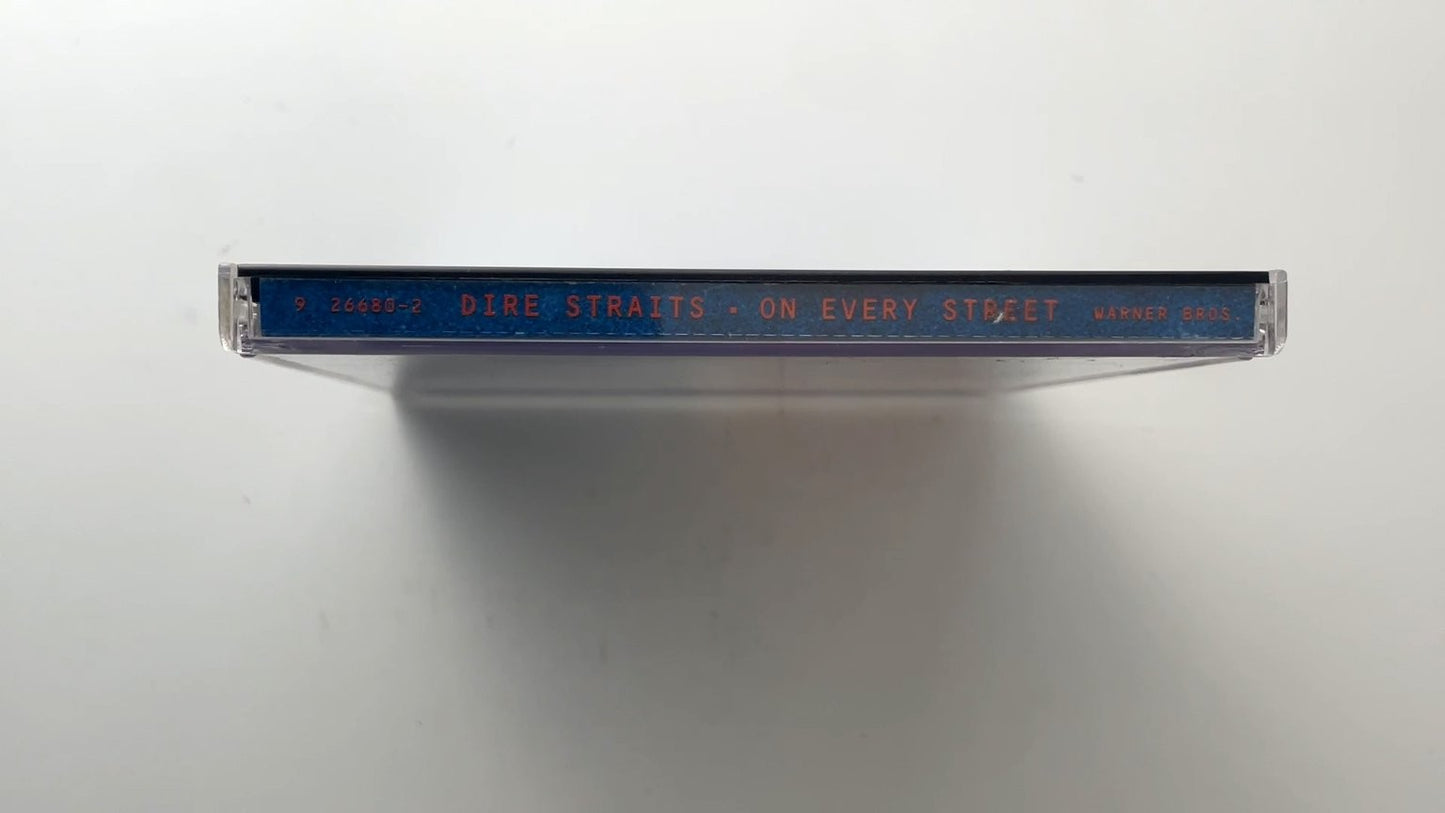 9 26680-2 DIRE STRAITS · ON EVERY STREET WARNER BROS.